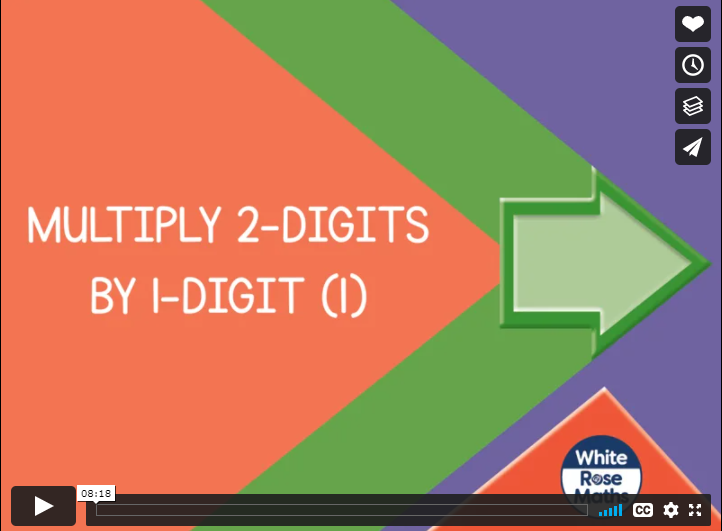 MULTIPLY 2-DIGITS
BY 1-DIGIT (1)
White
Rose
Maths
08:18
CC